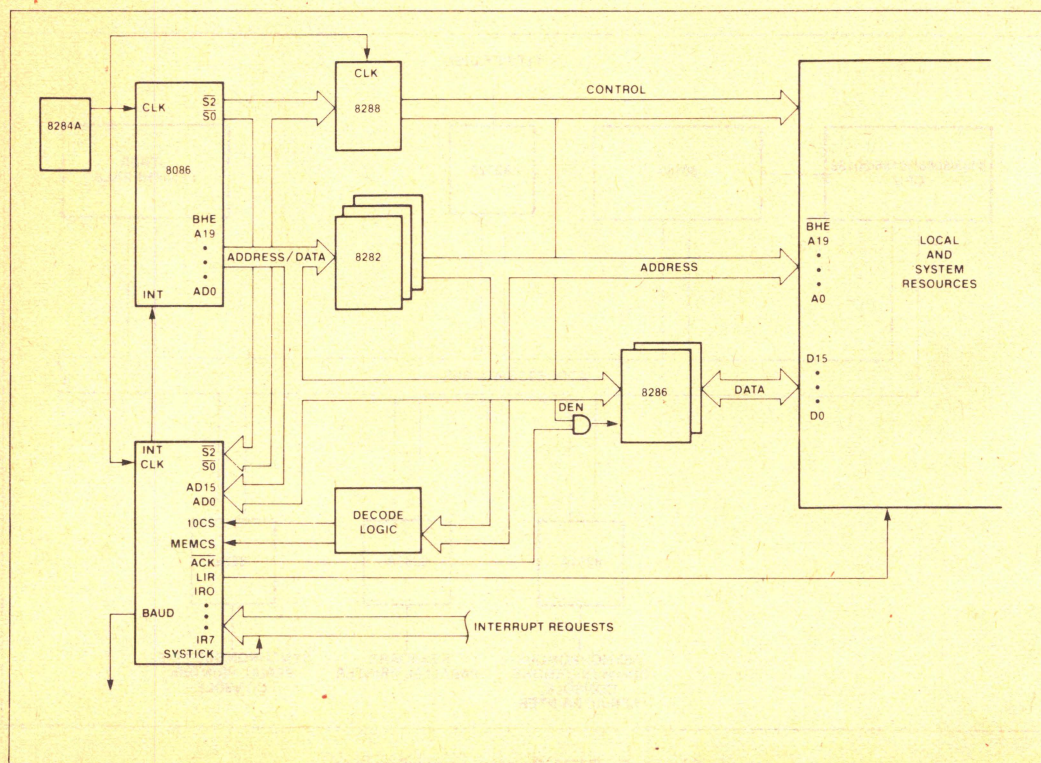 CLK
8288
CONTROL
8284A
CLK
S2
S0
8086
BHE
A19
AD0
INT
ADDRESS/DATA
8282
ADDRESS
BHE
A19
A0
LOCAL
AND
SYSTEM
RESOURCES
8286
DATA
D15
D0
DEN
INT
CLK
S2
S0
AD15
AD0
10CS
MEMCS
ACK
LIR
IRO
IR7
SYSTICK
BAUD
DECODE
LOGIC
INTERRUPT REQUESTS